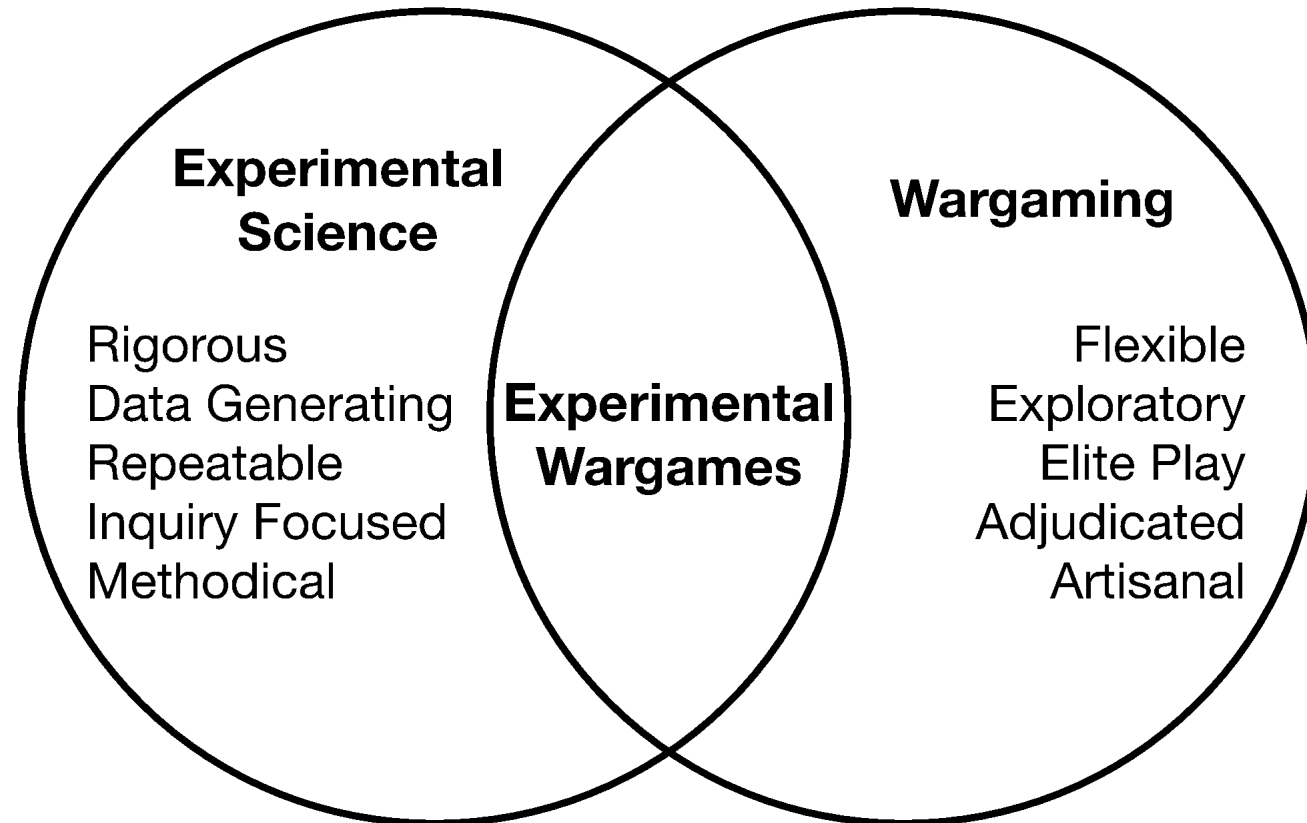 Experimental
Science
Rigorous
Data Generating
Repeatable
Inquiry Focused
Methodical
Experimental
Wargames
Wargaming
Flexible
Exploratory
Elite Play
Adjudicated
Artisanal